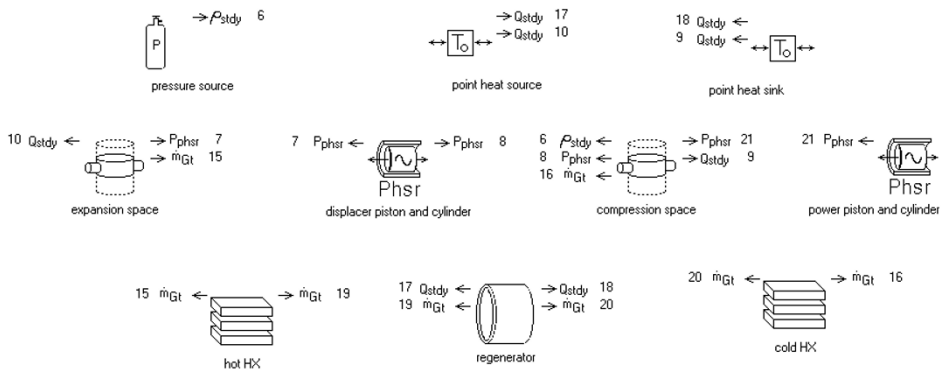 ρstdy 6
P
pressure source
Qstdy 17
Qstdy 10
To
point heat source
18 Qstdy
9 Qstdy
To
point heat sink
10 Qstdy Pphsr 7
ṁGt 15
expansion space
7 Pphsr Pphsr 8
Phsr
displacer piston and cylinder
6 ρstdy Pphsr 21
8 Pphsr Qstdy 9
16 ṁGt
compression space
21 Pphsr
Phsr
power piston and cylinder
15 ṁGt ṁGt 19
hot HX
17 Qstdy Qstdy 18
19 ṁGt ṁGt 20
regenerator
20 ṁGt ṁGt 16
cold HX